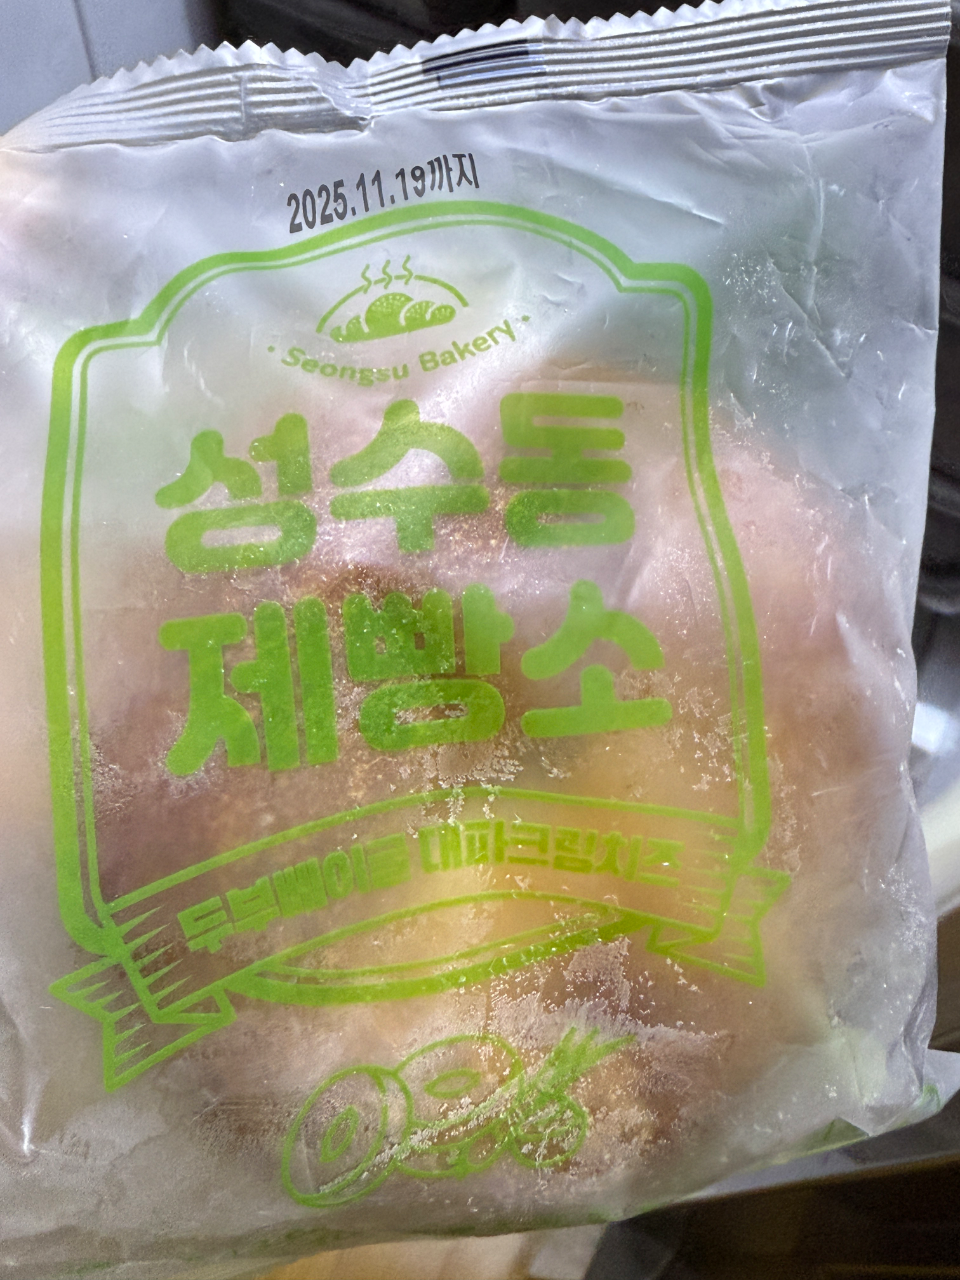 2025.11.19까지
· Seongsu Bakery ·
성수동
제빵소
두부베이글 대파크림치즈